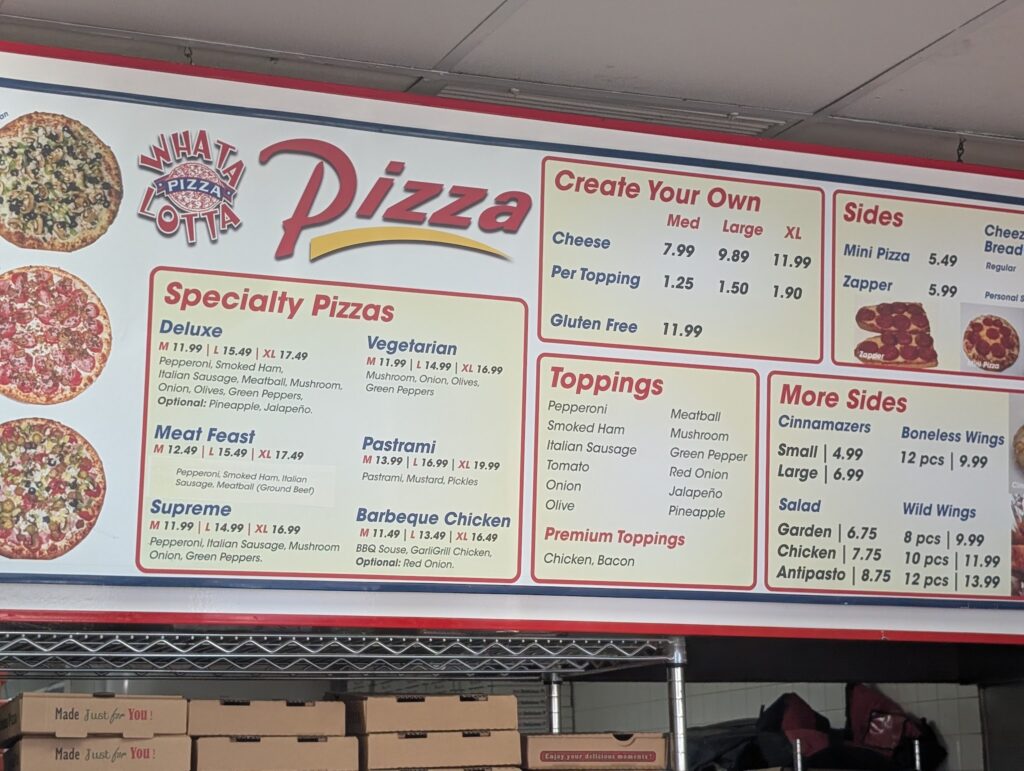 WHATA
PIZZA
LOTTA
Pizza
Specialty Pizzas
Deluxe
M 11.99 | L 15.49 | XL 17.49
Pepperoni, Smoked Ham,
Italian Sausage, Meatball, Mushroom,
Onion, Olives, Green Peppers,
Optional: Pineapple, Jalapeño.
Meat Feast
M 12.49 | L 15.49 | XL 17.49
Pepperoni, Smoked Ham, Italian
Sausage, Meatball (Ground Beef)
Supreme
M 11.99 | L 14.99 | XL 16.99
Pepperoni, Italian Sausage, Mushroom
Onion, Green Peppers.
Vegetarian
M 11.99 | L 14.99 | XL 16.99
Mushroom, Onion, Olives,
Green Peppers
Pastrami
M 13.99 | L 16.99 | XL 19.99
Pastrami, Mustard, Pickles
Barbeque Chicken
M 11.49 | L 13.49 | XL 16.49
BBQ Souse, GarliGrill Chicken,
Optional: Red Onion.
Create Your Own
Med Large XL
Cheese 7.99 9.89 11.99
Per Topping 1.25 1.50 1.90
Gluten Free 11.99
Toppings
Pepperoni
Smoked Ham
Italian Sausage
Tomato
Onion
Olive
Meatball
Mushroom
Green Pepper
Red Onion
Jalapeño
Pineapple
Premium Toppings
Chicken, Bacon
Sides
Mini Pizza 5.49
Zapper 5.99
Cheez
Bread
Regular
Personal S
Zapper
Mini Pizza
More Sides
Cinnamazers
Small | 4.99
Large | 6.99
Salad
Garden | 6.75
Chicken | 7.75
Antipasto | 8.75
Boneless Wings
12 pcs | 9.99
Wild Wings
8 pcs | 9.99
10 pcs | 11.99
12 pcs | 13.99
Made Just for You!
Made Just for You!
Enjoy your delicious moments